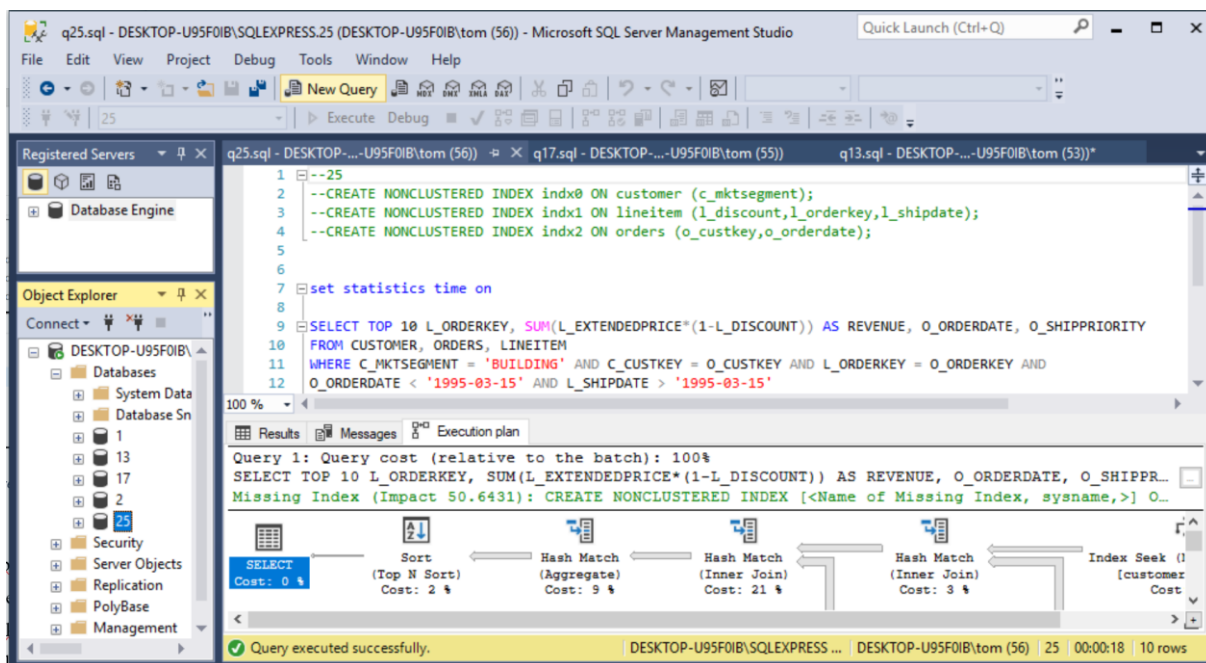 q25.sql - DESKTOP-U95F0IB\SQLEXPRESS.25 (DESKTOP-U95F0IB\tom (56)) - Microsoft SQL Server Management Studio
Quick Launch (Ctrl+Q)
File Edit View Project Debug Tools Window Help
New Query MDX DMX XMLA DAX
25 Execute Debug
Registered Servers
q25.sql - DESKTOP-...-U95F0IB\tom (56)) q17.sql - DESKTOP-...-U95F0IB\tom (55)) q13.sql - DESKTOP-...-U95F0IB\tom (53))*
Database Engine
1 --25
2 --CREATE NONCLUSTERED INDEX indx0 ON customer (c_mktsegment);
3 --CREATE NONCLUSTERED INDEX indx1 ON lineitem (l_discount,l_orderkey,l_shipdate);
4 --CREATE NONCLUSTERED INDEX indx2 ON orders (o_custkey,o_orderdate);
5
6
7 set statistics time on
8
9 SELECT TOP 10 L_ORDERKEY, SUM(L_EXTENDEDPRICE*(1-L_DISCOUNT)) AS REVENUE, O_ORDERDATE, O_SHIPPRIORITY
10 FROM CUSTOMER, ORDERS, LINEITEM
11 WHERE C_MKTSEGMENT = 'BUILDING' AND C_CUSTKEY = O_CUSTKEY AND L_ORDERKEY = O_ORDERKEY AND
12 O_ORDERDATE < '1995-03-15' AND L_SHIPDATE > '1995-03-15'
100 %
Object Explorer
Connect
DESKTOP-U95F0IB\
Databases
System Data
Database Sn
1
13
17
2
25
Security
Server Objects
Replication
PolyBase
Management
Results Messages Execution plan
Query 1: Query cost (relative to the batch): 100%
SELECT TOP 10 L_ORDERKEY, SUM(L_EXTENDEDPRICE*(1-L_DISCOUNT)) AS REVENUE, O_ORDERDATE, O_SHIPPR...
Missing Index (Impact 50.6431): CREATE NONCLUSTERED INDEX [<Name of Missing Index, sysname,>] O...
SELECT
Cost: 0 %
Sort
(Top N Sort)
Cost: 2 %
Hash Match
(Aggregate)
Cost: 9 %
Hash Match
(Inner Join)
Cost: 21 %
Hash Match
(Inner Join)
Cost: 3 %
Index Seek (
[customer
Cost
Query executed successfully. DESKTOP-U95F0IB\SQLEXPRESS ... DESKTOP-U95F0IB\tom (56) 25 00:00:18 10 rows